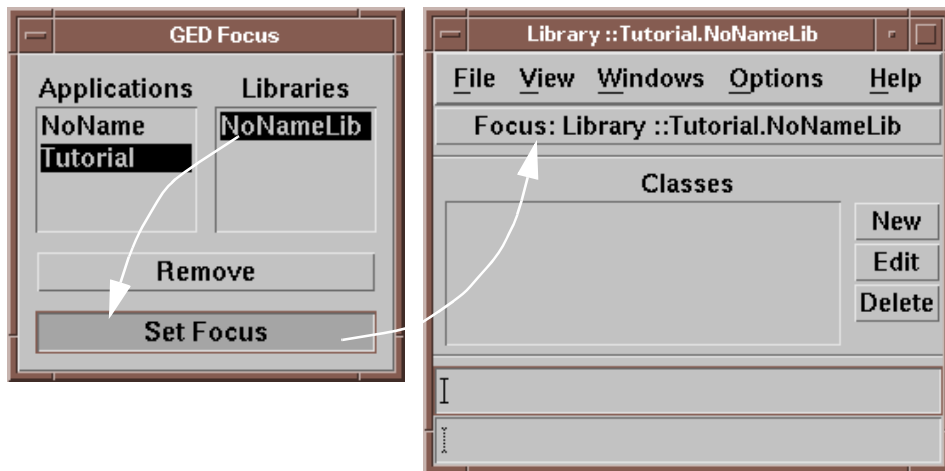 GED Focus
Applications Libraries
NoName NoNameLib
Tutorial
Remove
Set Focus
Library ::Tutorial.NoNameLib
File View Windows Options Help
Focus: Library ::Tutorial.NoNameLib
Classes
New
Edit
Delete